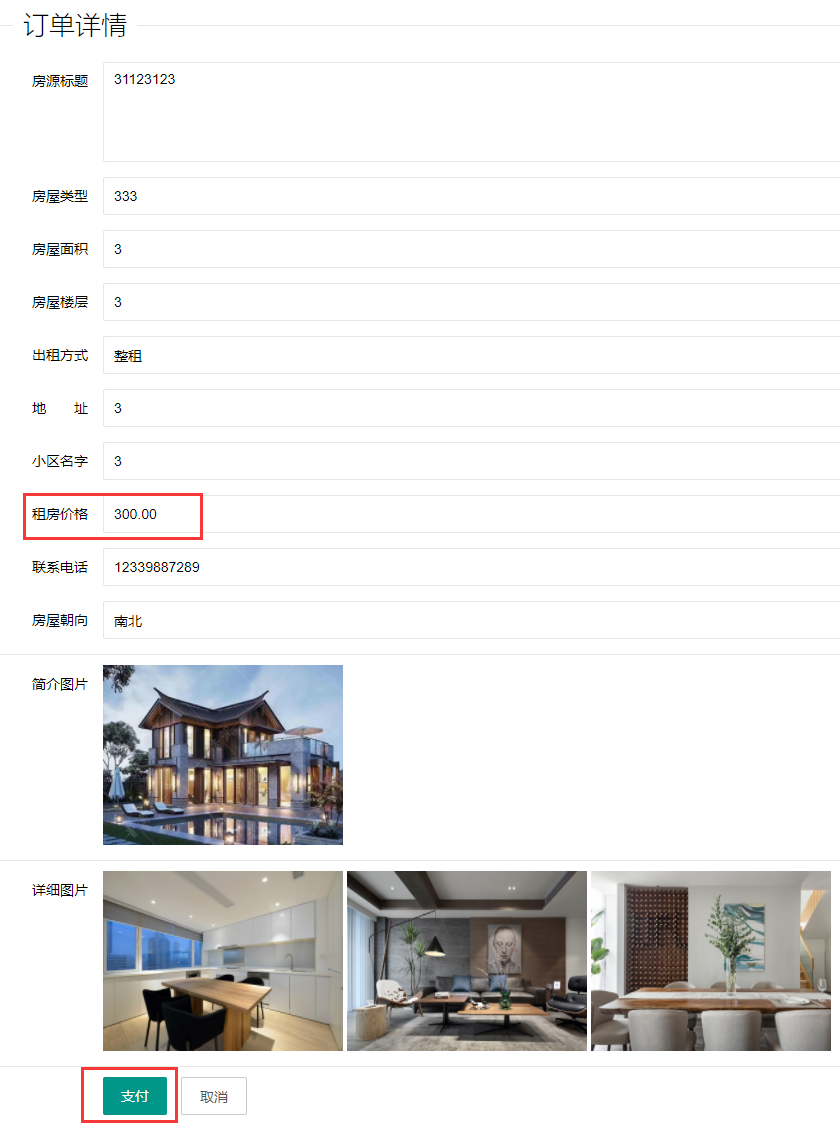 订单详情
房源标题 31123123
房屋类型 333
房屋面积 3
房屋楼层 3
出租方式 整租
地 址 3
小区名字 3
租房价格 300.00
联系电话 12339887289
房屋朝向 南北
简介图片
详细图片
支付 取消